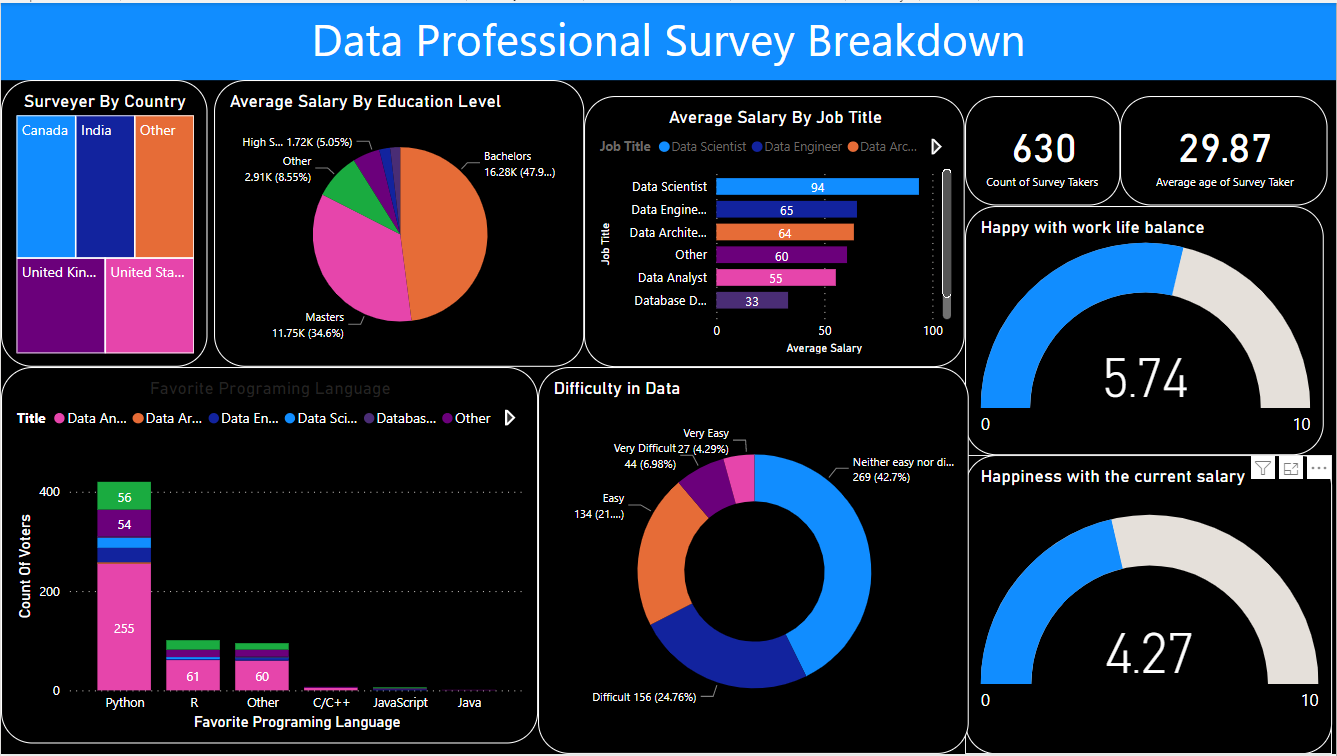 Data Professional Survey Breakdown
Surveyer By Country
Canada
India
Other
United Kin...
United Sta...
Average Salary By Education Level
High S... 1.72K (5.05%)
Other
2.91K (8.55%)
Bachelors
16.28K (47.9...)
Masters
11.75K (34.6%)
Average Salary By Job Title
Job Title Data Scientist Data Engineer Data Arc...
Job Title
Data Scientist 94
Data Engine... 65
Data Archite... 64
Other 60
Data Analyst 55
Database D... 33
0 50 100
Average Salary
630
Count of Survey Takers
29.87
Average age of Survey Taker
Happy with work life balance
5.74
0 10
Favorite Programing Language
Title Data An... Data Ar... Data En... Data Sci... Databas... Other
Count Of Voters
400
200
0
56
54
255
61
60
Python R Other C/C++ JavaScript Java
Favorite Programing Language
Difficulty in Data
Very Easy
27 (4.29%)
Very Difficult
44 (6.98%)
Neither easy nor di...
269 (42.7%)
Easy
134 (21....)
Difficult 156 (24.76%)
Happiness with the current salary
4.27
0 10